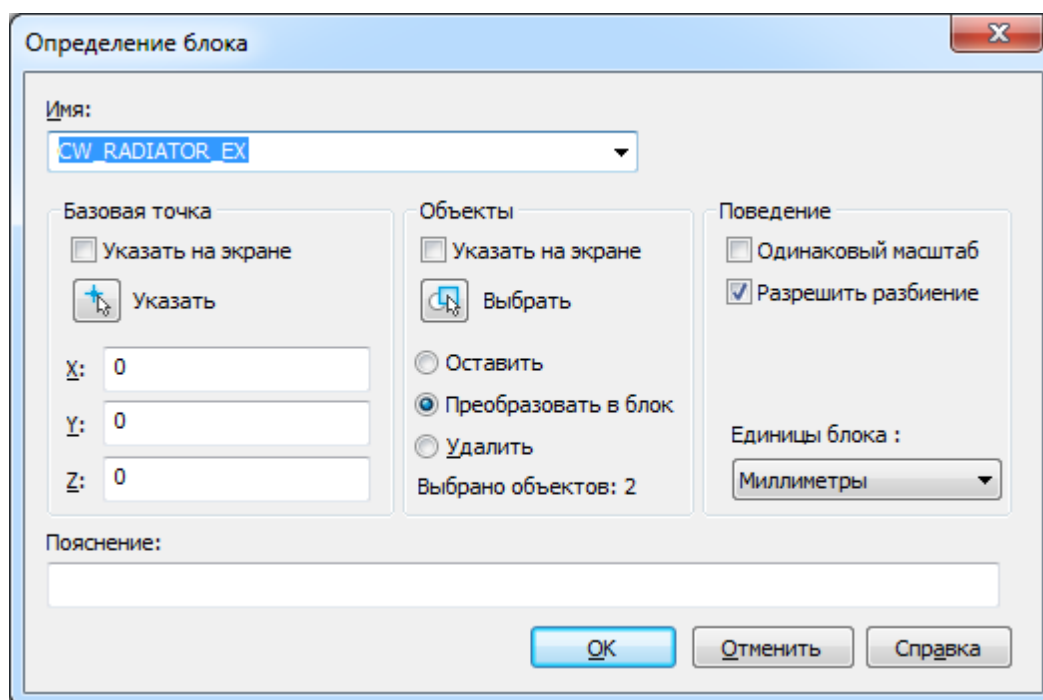 Определение блока
Имя:
CW_RADIATOR_EX
Базовая точка
Указать на экране
Указать
X: 0
Y: 0
Z: 0
Объекты
Указать на экране
Выбрать
Оставить
Преобразовать в блок
Удалить
Выбрано объектов: 2
Поведение
Одинаковый масштаб
Разрешить разбиение
Единицы блока :
Миллиметры
Пояснение:
OK
Отменить
Справка